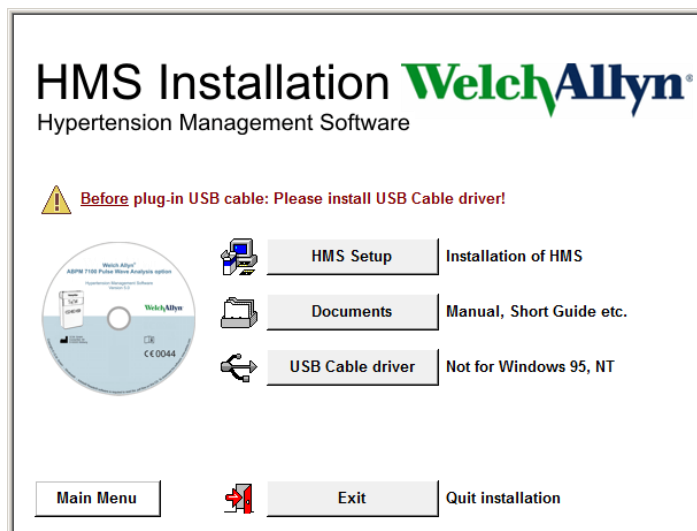 HMS Installation WelchAllyn®
Hypertension Management Software
Before plug-in USB cable: Please install USB Cable driver!
Welch Allyn®
ABPM 7100 Pulse Wave Analysis option
Hypertension Management Software
WelchAllyn
CE 0044
HMS Setup Installation of HMS
Documents Manual, Short Guide etc.
USB Cable driver Not for Windows 95, NT
Main Menu Exit Quit installation